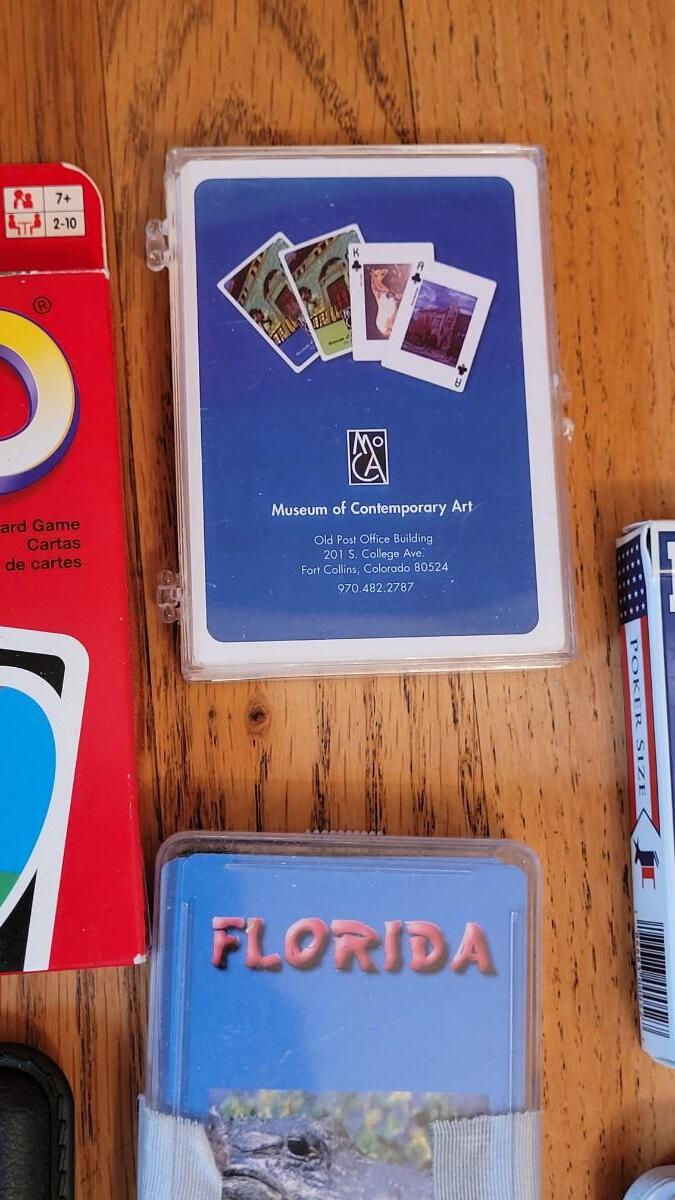 7+
2-10
®
O
ard Game
Cartas
de cartes
K
A
A
MoCA
Museum of Contemporary Art
Old Post Office Building
201 S. College Ave.
Fort Collins, Colorado 80524
970.482.2787
POKER SIZE
FLORIDA